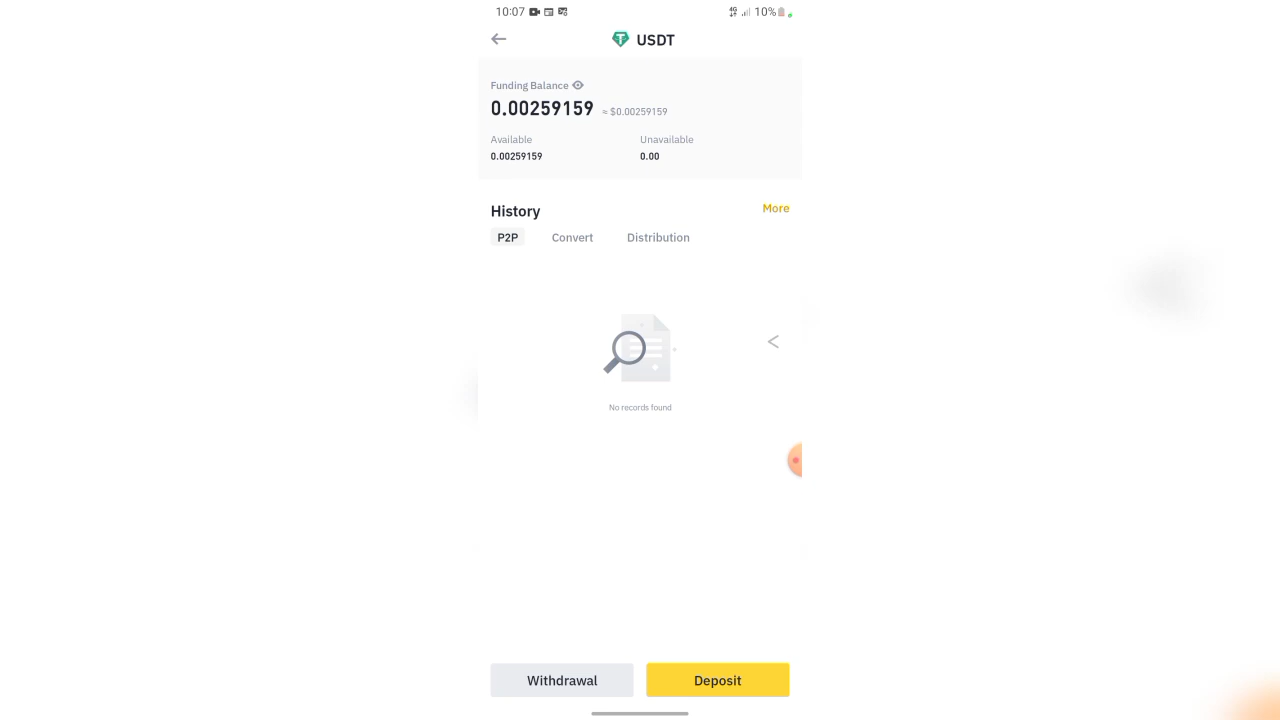 10:07 4G 10%
USDT
Funding Balance
0.00259159 ≈ $0.00259159
Available Unavailable
0.00259159 0.00
History More
P2P Convert Distribution
<
No records found
Withdrawal Deposit